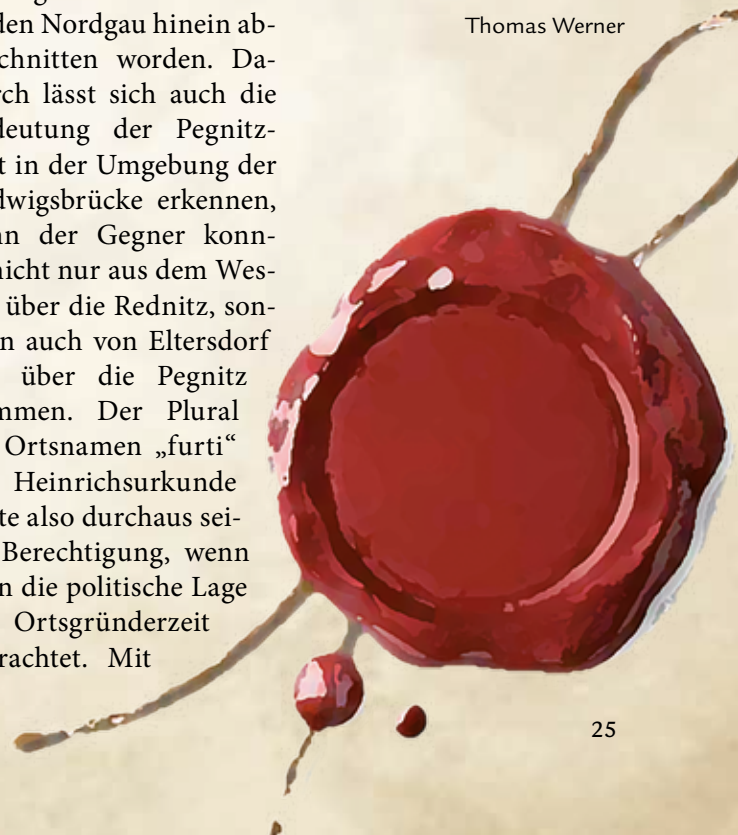 den Nordgau hinein ab-
chnitten worden. Da-
rch lässt sich auch die
deutung der Pegnitz-
t in der Umgebung der
dwigsbrücke erkennen,
nn der Gegner konn-
nicht nur aus dem Wes-
über die Rednitz, son-
n auch von Eltersdorf
über die Pegnitz
mmen. Der Plural
Ortsnamen „furti“
Heinrichsurkunde
te also durchaus sei-
Berechtigung, wenn
n die politische Lage
Ortsgründerzeit
rachtet. Mit
Thomas Werner
25